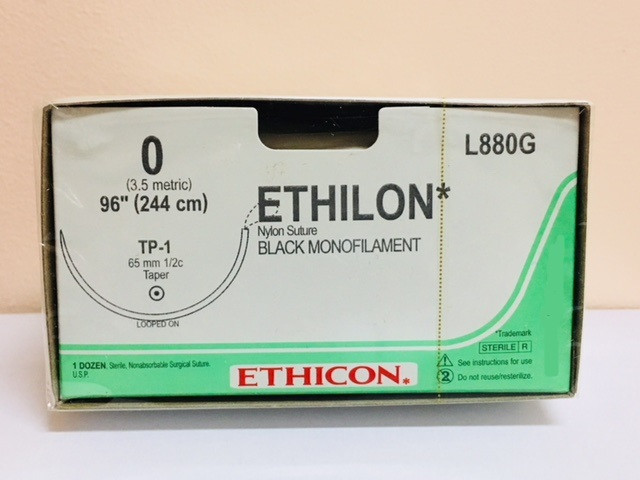 0
(3.5 metric)
96" (244 cm)
TP-1
65 mm 1/2c
Taper
LOOPED ON
L880G
ETHILON*
Nylon Suture
BLACK MONOFILAMENT
1 DOZEN, Sterile, Nonabsorbable Surgical Suture,
U.S.P.
ETHICON*
*Trademark
STERILE R
See instructions for use
2 Do not reuse/resterilize.